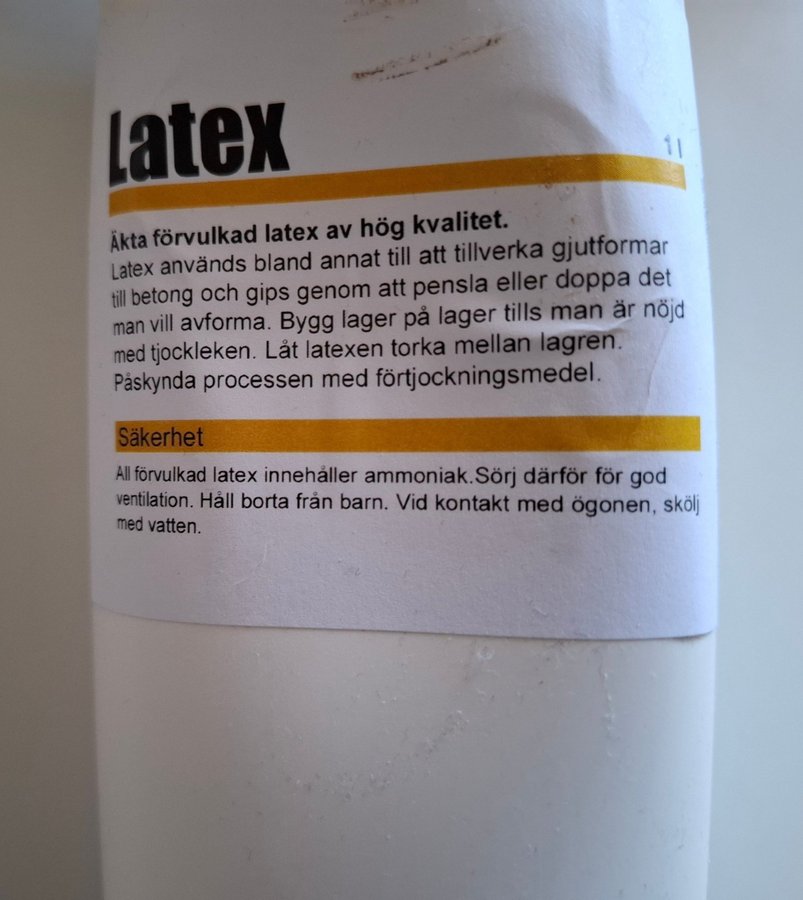 Latex
1 l
Äkta förvulkad latex av hög kvalitet.
Latex används bland annat till att tillverka gjutformar
till betong och gips genom att pensla eller doppa det
man vill avforma. Bygg lager på lager tills man är nöjd
med tjockleken. Låt latexen torka mellan lagren.
Påskynda processen med förtjockningsmedel.
Säkerhet
All förvulkad latex innehåller ammoniak.Sörj därför för god
ventilation. Håll borta från barn. Vid kontakt med ögonen, skölj
med vatten.